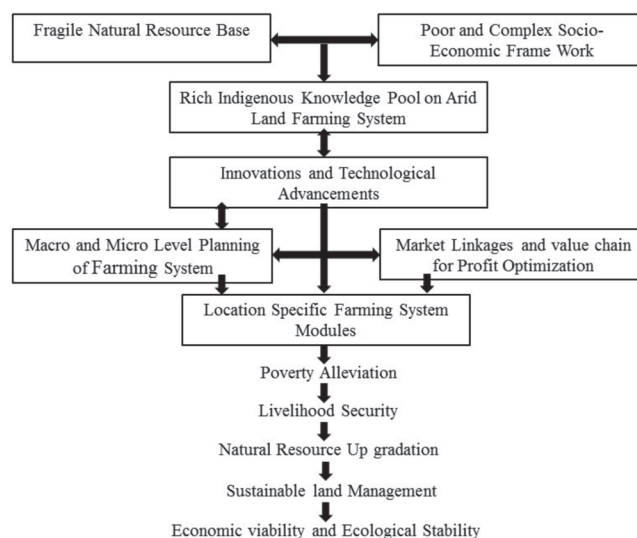 Fragile Natural Resource Base
Poor and Complex Socio-
Economic Frame Work
Rich Indigenous Knowledge Pool on Arid
Land Farming System
Innovations and Technological
Advancements
Macro and Micro Level Planning
of Farming System
Market Linkages and value chain
for Profit Optimization
Location Specific Farming System
Modules
Poverty Alleviation
Livelihood Security
Natural Resource Up gradation
Sustainable land Management
Economic viability and Ecological Stability